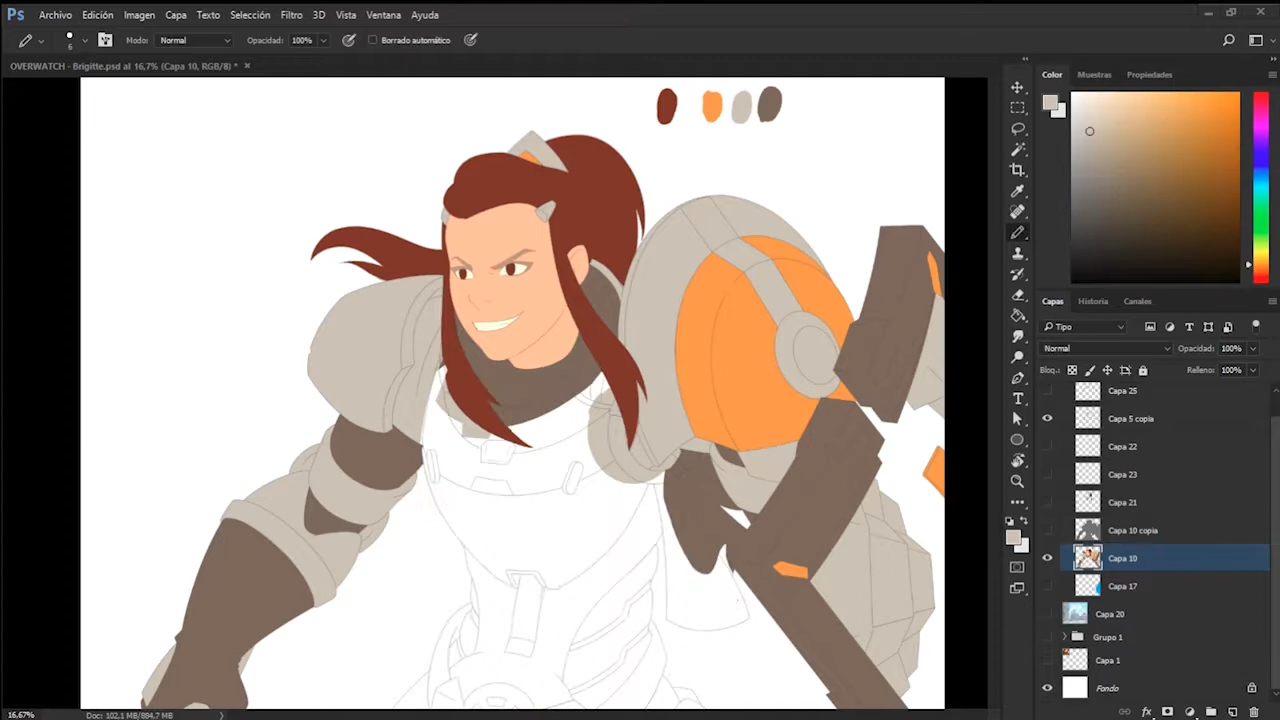 Ps Archivo Edición Imagen Capa Texto Selección Filtro 3D Vista Ventana Ayuda
6 Modo: Normal Opacidad: 100% Borrado automático
OVERWATCH - Brigitte.psd al 16,7% (Capa 10, RGB/8) * ×
Color Muestras Propiedades
Capas Historia Canales
Tipo
Normal Opacidad: 100%
Bloq.: Relleno: 100%
Capa 25
Capa 5 copia
Capa 22
Capa 23
Capa 21
Capa 10 copia
Capa 10
Capa 17
Capa 20
Grupo 1
Capa 1
Fondo
16,67% Doc: 102,1 MB/894,7 MB